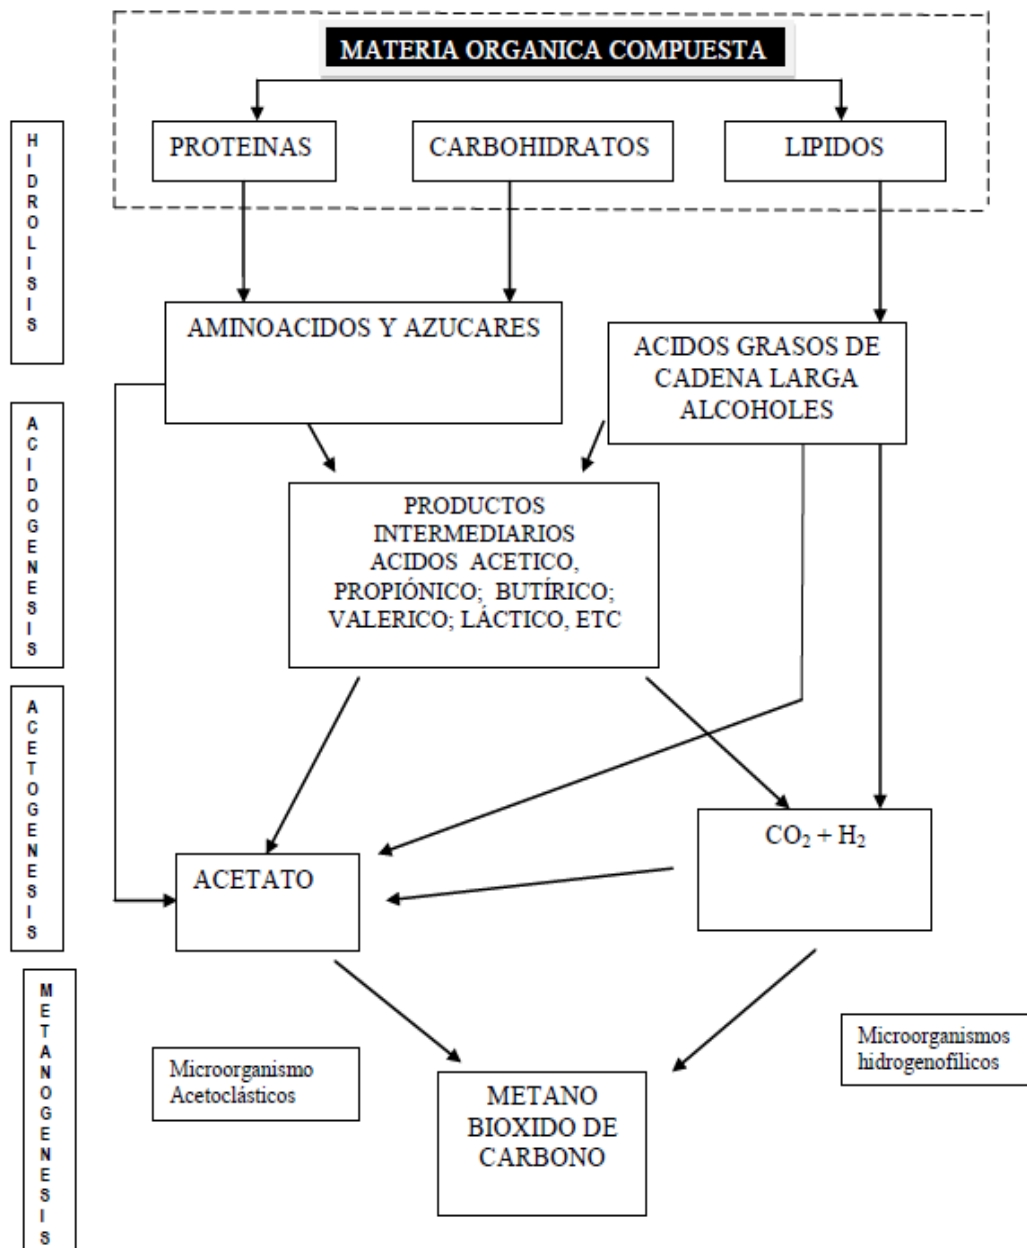 MATERIA ORGANICA COMPUESTA
HIDROLISIS
PROTEINAS
CARBOHIDRATOS
LIPIDOS
AMINOACIDOS Y AZUCARES
ACIDOS GRASOS DE
CADENA LARGA
ALCOHOLES
ACIDOGENESIS
PRODUCTOS
INTERMEDIARIOS
ACIDOS ACETICO,
PROPIÓNICO; BUTÍRICO;
VALERICO; LÁCTICO, ETC
ACETOGENESIS
CO₂ + H₂
ACETATO
METANOGENESIS
Microorganismo
Acetoclásticos
Microorganismos
hidrogenofílicos
METANO
BIOXIDO DE
CARBONO